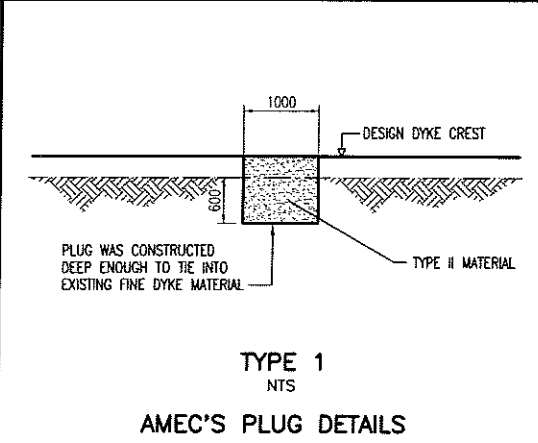 1000
DESIGN DYKE CREST
600
PLUG WAS CONSTRUCTED
DEEP ENOUGH TO TIE INTO
EXISTING FINE DYKE MATERIAL
TYPE II MATERIAL
TYPE 1
NTS
AMEC'S PLUG DETAILS